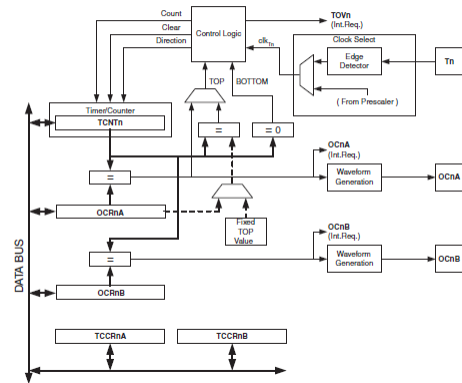 Count
Clear
Direction
Control Logic
TOVn
(Int.Req.)
clkTn
Clock Select
Edge
Detector
Tn
( From Prescaler )
TOP
BOTTOM
Timer/Counter
TCNTn
=
= 0
OCnA
(Int.Req.)
=
Waveform
Generation
OCnA
OCRnA
Fixed
TOP
Value
OCnB
(Int.Req.)
=
Waveform
Generation
OCnB
OCRnB
DATA BUS
TCCRnA
TCCRnB